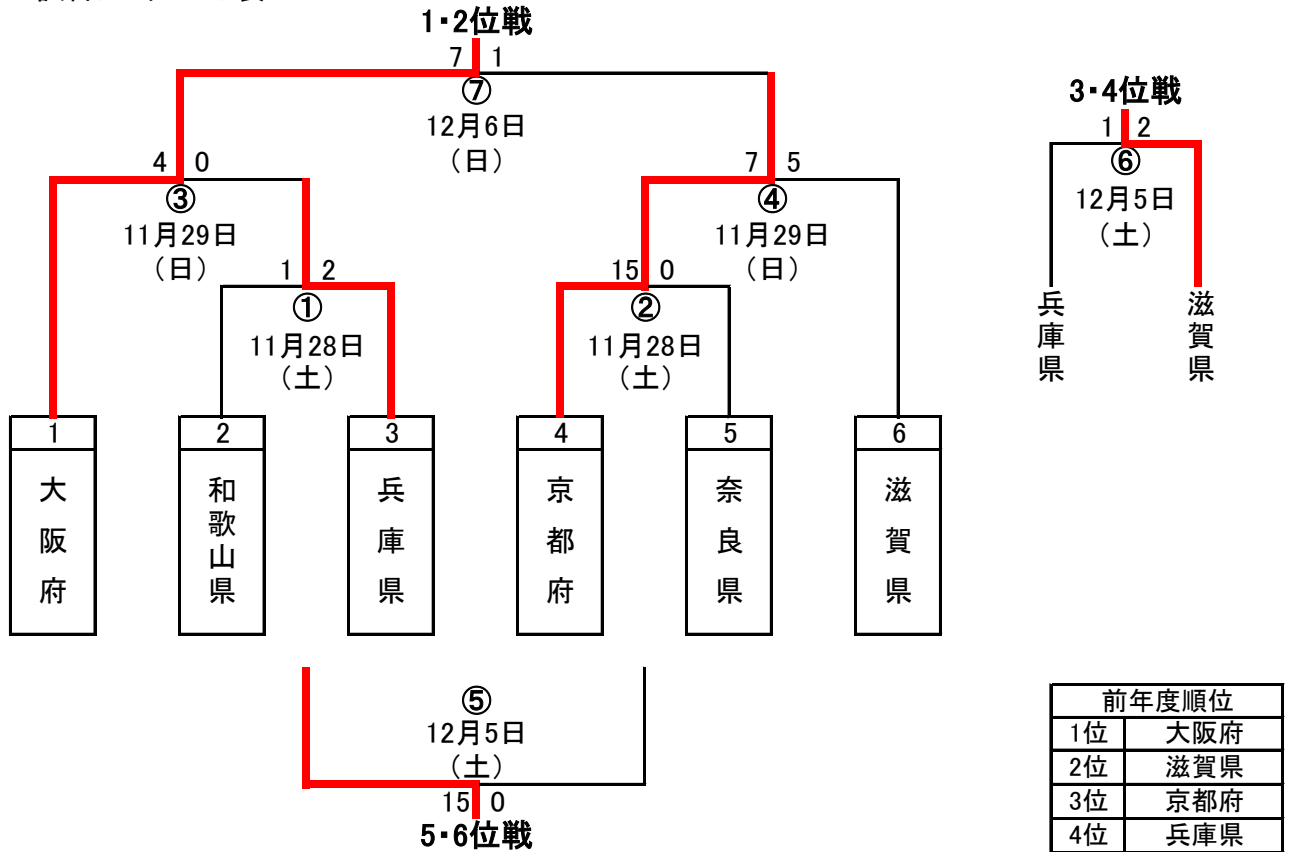 1・2位戦
7 1
⑦
12月6日
（日）
3・4位戦
1 2
⑥
12月5日
（土）
兵庫県
滋賀県
4 0
③
11月29日
（日）
7 5
④
11月29日
（日）
1 2
①
11月28日
（土）
15 0
②
11月28日
（土）
1 2 3 4 5 6
大阪府
和歌山県
兵庫県
京都府
奈良県
滋賀県
⑤
12月5日
（土）
15 0
5・6位戦
前年度順位
1位 大阪府
2位 滋賀県
3位 京都府
4位 兵庫県